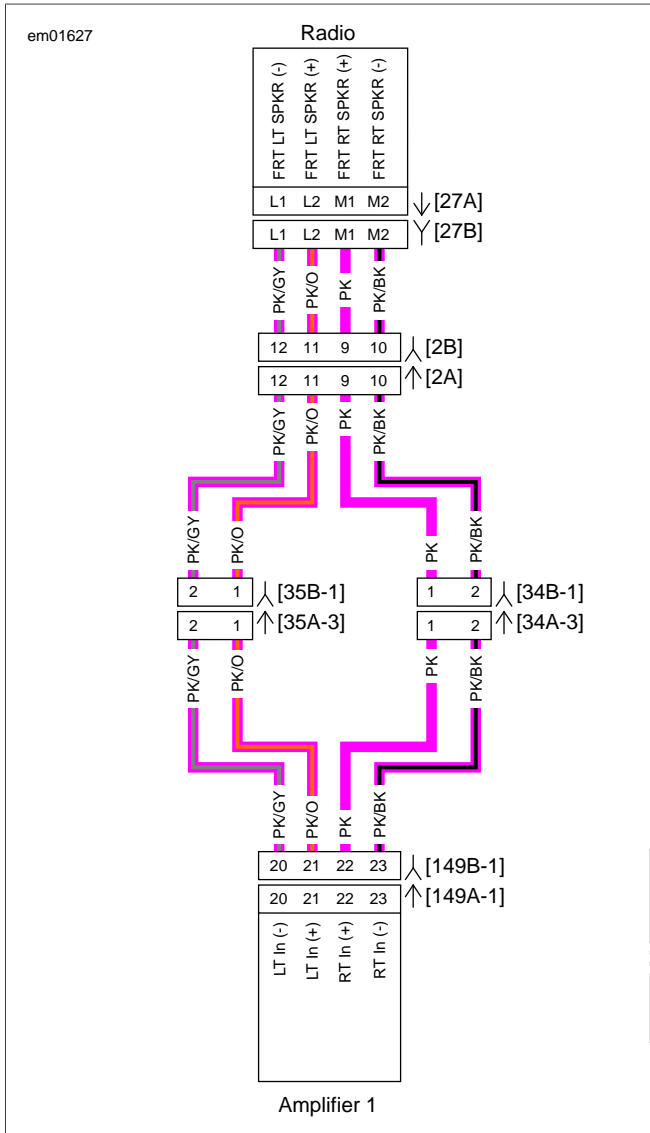 em01627
Radio
FRT LT SPKR (-)
FRT LT SPKR (+)
FRT RT SPKR (+)
FRT RT SPKR (-)
L1 L2 M1 M2 [27A]
L1 L2 M1 M2 [27B]
PK/GY PK/O PK PK/BK
12 11 9 10 [2B]
12 11 9 10 [2A]
PK/GY PK/O PK PK/BK
PK/GY PK/O PK PK/BK
2 1 [35B-1] 1 2 [34B-1]
2 1 [35A-3] 1 2 [34A-3]
PK/GY PK/O PK PK/BK
PK/GY PK/O PK PK/BK
20 21 22 23 [149B-1]
20 21 22 23 [149A-1]
LT In (-)
LT In (+)
RT In (+)
RT In (-)
Amplifier 1